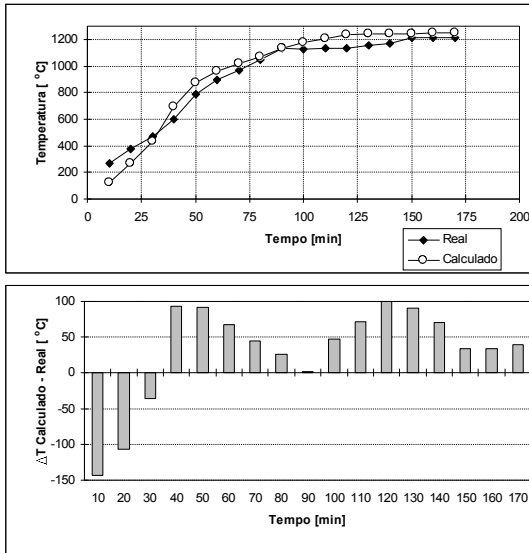 Temperatura [ °C]
1200
1000
800
600
400
200
0
0 25 50 75 100 125 150 175 200
Tempo [min]
Real
Calculado
ΔT Calculado - Real [ °C]
100
50
0
-50
-100
-150
10 20 30 40 50 60 70 80 90 100 110 120 130 140 150 160 170
Tempo [min]